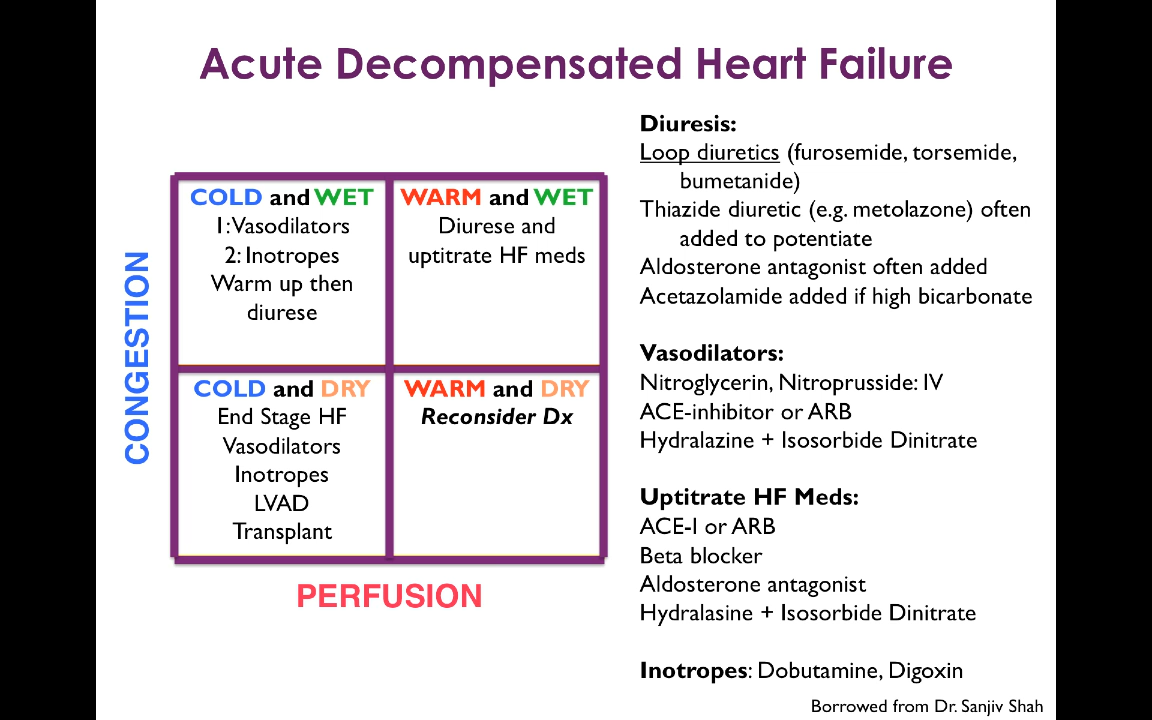 Acute Decompensated Heart Failure
CONGESTION
COLD and WET
1: Vasodilators
2: Inotropes
Warm up then
diurese
WARM and WET
Diurese and
uptitrate HF meds
COLD and DRY
End Stage HF
Vasodilators
Inotropes
LVAD
Transplant
WARM and DRY
Reconsider Dx
PERFUSION
Diuresis:
Loop diuretics (furosemide, torsemide,
bumetanide)
Thiazide diuretic (e.g. metolazone) often
added to potentiate
Aldosterone antagonist often added
Acetazolamide added if high bicarbonate
Vasodilators:
Nitroglycerin, Nitroprusside: IV
ACE-inhibitor or ARB
Hydralazine + Isosorbide Dinitrate
Uptitrate HF Meds:
ACE-I or ARB
Beta blocker
Aldosterone antagonist
Hydralasine + Isosorbide Dinitrate
Inotropes: Dobutamine, Digoxin
Borrowed from Dr. Sanjiv Shah